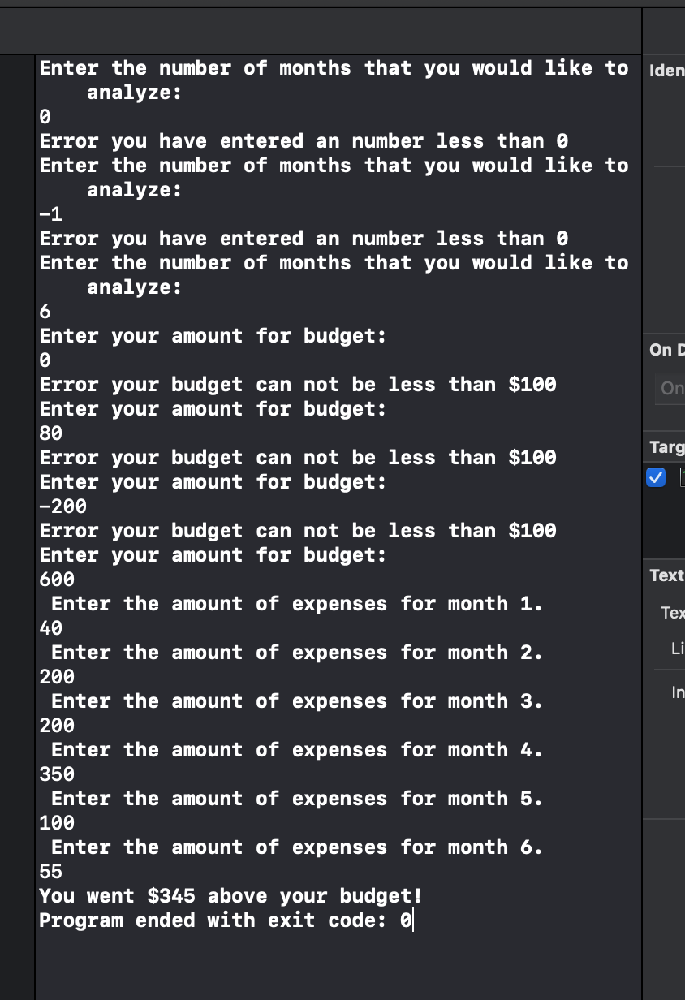 Enter the number of months that you would like to
analyze:
0
Error you have entered an number less than 0
Enter the number of months that you would like to
analyze:
-1
Error you have entered an number less than 0
Enter the number of months that you would like to
analyze:
6
Enter your amount for budget:
0
Error your budget can not be less than $100
Enter your amount for budget:
80
Error your budget can not be less than $100
Enter your amount for budget:
-200
Error your budget can not be less than $100
Enter your amount for budget:
600
Enter the amount of expenses for month 1.
40
Enter the amount of expenses for month 2.
200
Enter the amount of expenses for month 3.
200
Enter the amount of expenses for month 4.
350
Enter the amount of expenses for month 5.
100
Enter the amount of expenses for month 6.
55
You went $345 above your budget!
Program ended with exit code: 0
Iden
On D
On
Targ
Text
Tex
Li
In